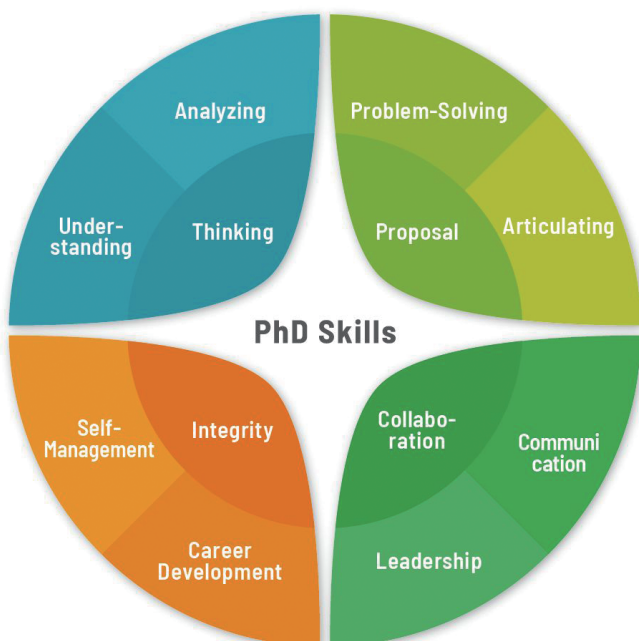 Analyzing
Problem-Solving
Under-
standing
Thinking
Proposal
Articulating
PhD Skills
Self-
Management
Integrity
Collabo-
ration
Communi
cation
Career
Development
Leadership